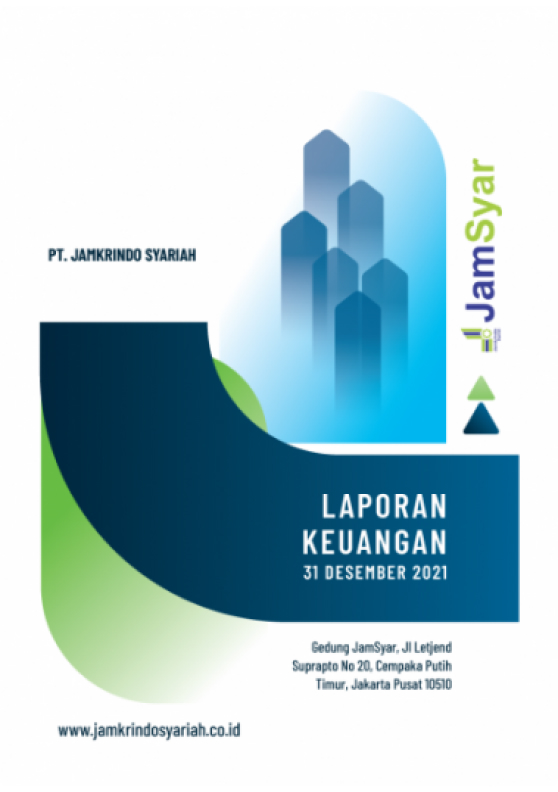 JamSyar
PT. JAMKRINDO SYARIAH
LAPORAN
KEUANGAN
31 DESEMBER 2021
Gedung JamSyar, Jl Letjend
Suprapto No 20, Cempaka Putih
Timur, Jakarta Pusat 10510
www.jamkrindosyariah.co.id